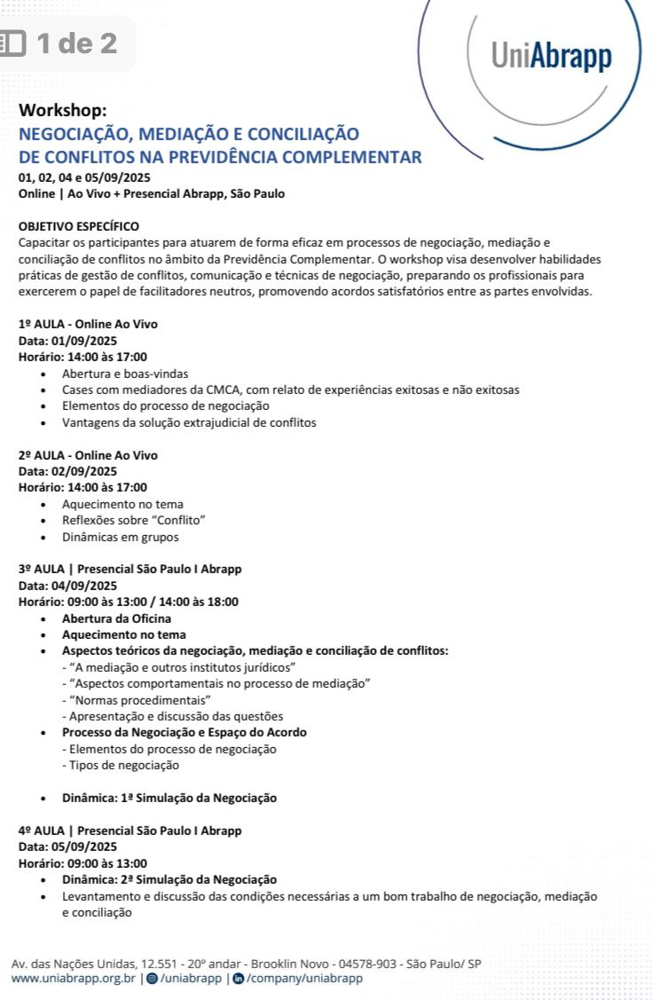 1 de 2
UniAbrapp
Workshop:
NEGOCIAÇÃO, MEDIAÇÃO E CONCILIAÇÃO
DE CONFLITOS NA PREVIDÊNCIA COMPLEMENTAR
01, 02, 04 e 05/09/2025
Online | Ao Vivo + Presencial Abrapp, São Paulo
OBJETIVO ESPECÍFICO
Capacitar os participantes para atuarem de forma eficaz em processos de negociação, mediação e
conciliação de conflitos no âmbito da Previdência Complementar. O workshop visa desenvolver habilidades
práticas de gestão de conflitos, comunicação e técnicas de negociação, preparando os profissionais para
exercerem o papel de facilitadores neutros, promovendo acordos satisfatórios entre as partes envolvidas.
1º AULA - Online Ao Vivo
Data: 01/09/2025
Horário: 14:00 às 17:00
• Abertura e boas-vindas
• Cases com mediadores da CMCA, com relato de experiências exitosas e não exitosas
• Elementos do processo de negociação
• Vantagens da solução extrajudicial de conflitos
2º AULA - Online Ao Vivo
Data: 02/09/2025
Horário: 14:00 às 17:00
• Aquecimento no tema
• Reflexões sobre “Conflito”
• Dinâmicas em grupos
3º AULA | Presencial São Paulo I Abrapp
Data: 04/09/2025
Horário: 09:00 às 13:00 / 14:00 às 18:00
• Abertura da Oficina
• Aquecimento no tema
• Aspectos teóricos da negociação, mediação e conciliação de conflitos:
- “A mediação e outros institutos jurídicos”
- “Aspectos comportamentais no processo de mediação”
- “Normas procedimentais”
- Apresentação e discussão das questões
• Processo da Negociação e Espaço do Acordo
- Elementos do processo de negociação
- Tipos de negociação
• Dinâmica: 1ª Simulação da Negociação
4º AULA | Presencial São Paulo I Abrapp
Data: 05/09/2025
Horário: 09:00 às 13:00
• Dinâmica: 2ª Simulação da Negociação
• Levantamento e discussão das condições necessárias a um bom trabalho de negociação, mediação
e conciliação
Av. das Nações Unidas, 12.551 - 20º andar - Brooklin Novo - 04578-903 - São Paulo/ SP
www.uniabrapp.org.br | /uniabrapp | in /company/uniabrapp